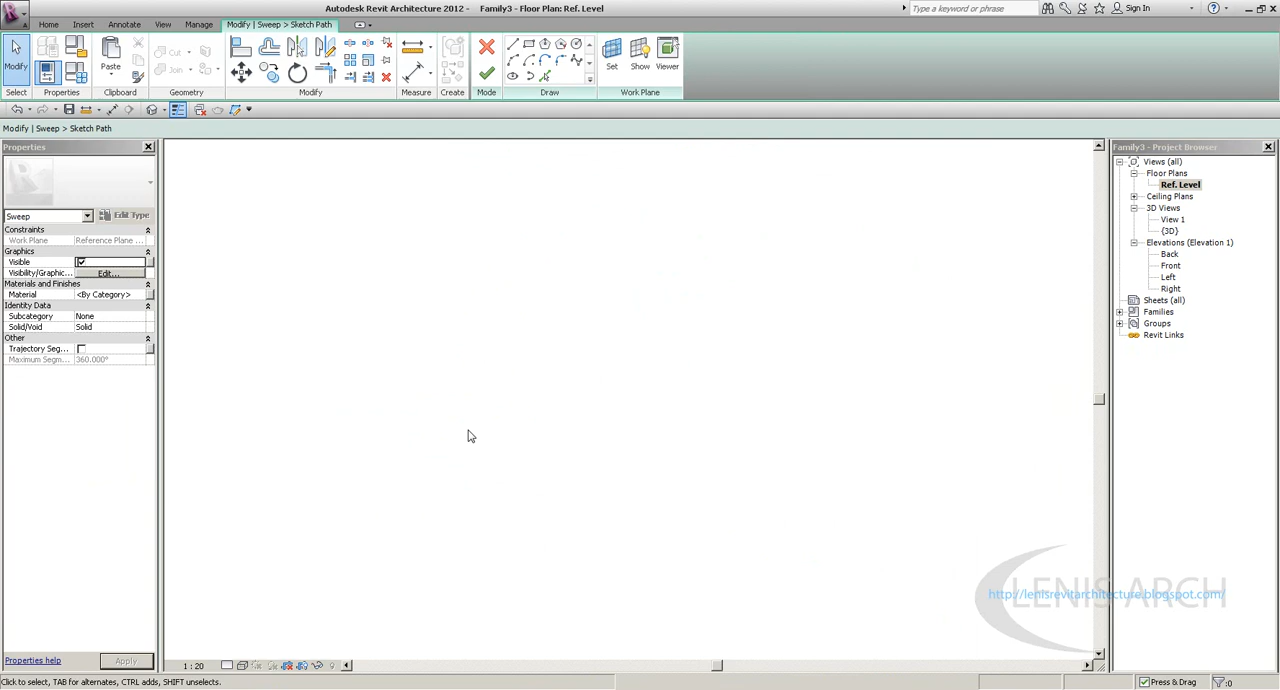 Autodesk Revit Architecture 2012 -    Family3 - Floor Plan: Ref. Level
Type a keyword or phrase
Sign In
Home Insert Annotate View Manage Modify | Sweep > Sketch Path
Modify Paste Cut Join Set Show Viewer
Select Properties Clipboard Geometry Modify Measure Create Mode Draw Work Plane
Modify | Sweep > Sketch Path
Properties
Sweep Edit Type
Constraints
Work Plane Reference Plane ...
Graphics
Visible
Visibility/Graphic... Edit...
Materials and Finishes
Material <By Category>
Identity Data
Subcategory None
Solid/Void Solid
Other
Trajectory Seg...
Maximum Segm... 360.000°
Properties help Apply
Family3 - Project Browser
Views (all)
Floor Plans
Ref. Level
Ceiling Plans
3D Views
View 1
{3D}
Elevations (Elevation 1)
Back
Front
Left
Right
Sheets (all)
Families
Groups
Revit Links
LENIS ARCH
http://lenisrevitarchitecture.blogspot.com/
1 : 20
Click to select, TAB for alternates, CTRL adds, SHIFT unselects.
Press & Drag
:0